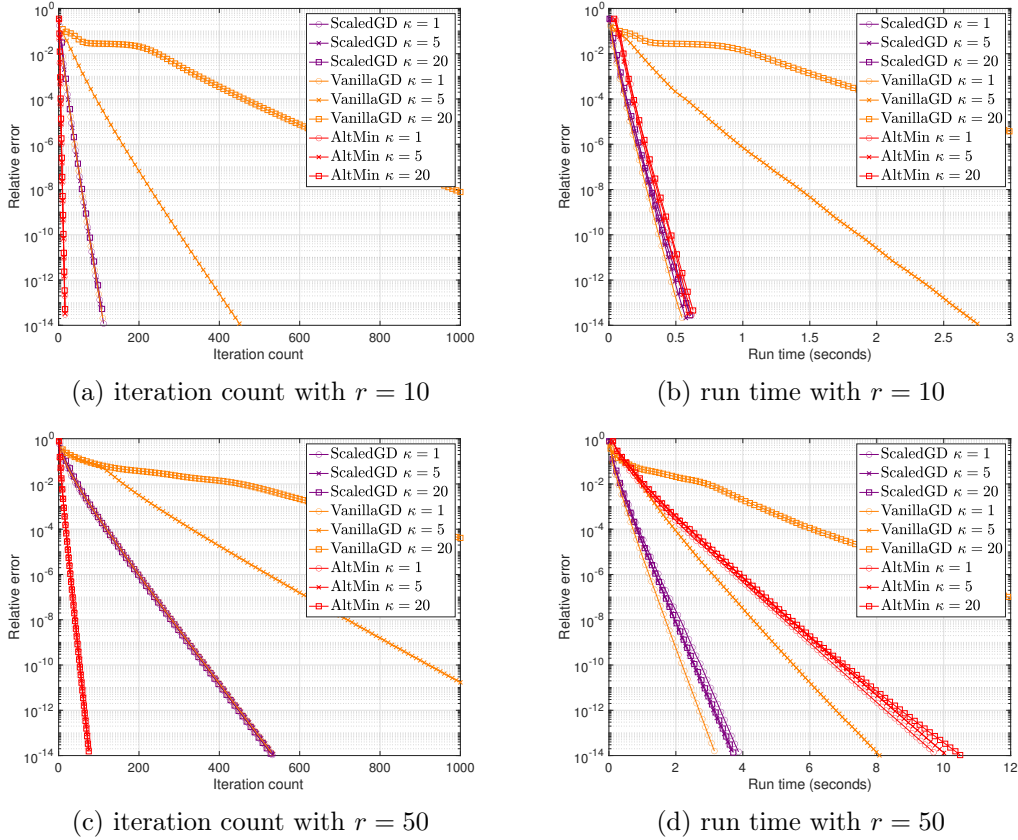 10^0
10^-2
10^-4
10^-6
10^-8
10^-10
10^-12
10^-14
Relative error
0 200 400 600 800 1000
Iteration count
ScaledGD κ = 1
ScaledGD κ = 5
ScaledGD κ = 20
VanillaGD κ = 1
VanillaGD κ = 5
VanillaGD κ = 20
AltMin κ = 1
AltMin κ = 5
AltMin κ = 20
(a) iteration count with r = 10
10^0
10^-2
10^-4
10^-6
10^-8
10^-10
10^-12
10^-14
Relative error
0 0.5 1 1.5 2 2.5 3
Run time (seconds)
ScaledGD κ = 1
ScaledGD κ = 5
ScaledGD κ = 20
VanillaGD κ = 1
VanillaGD κ = 5
VanillaGD κ = 20
AltMin κ = 1
AltMin κ = 5
AltMin κ = 20
(b) run time with r = 10
10^0
10^-2
10^-4
10^-6
10^-8
10^-10
10^-12
10^-14
Relative error
0 200 400 600 800 1000
Iteration count
ScaledGD κ = 1
ScaledGD κ = 5
ScaledGD κ = 20
VanillaGD κ = 1
VanillaGD κ = 5
VanillaGD κ = 20
AltMin κ = 1
AltMin κ = 5
AltMin κ = 20
(c) iteration count with r = 50
10^0
10^-2
10^-4
10^-6
10^-8
10^-10
10^-12
10^-14
Relative error
0 2 4 6 8 10 12
Run time (seconds)
ScaledGD κ = 1
ScaledGD κ = 5
ScaledGD κ = 20
VanillaGD κ = 1
VanillaGD κ = 5
VanillaGD κ = 20
AltMin κ = 1
AltMin κ = 5
AltMin κ = 20
(d) run time with r = 50